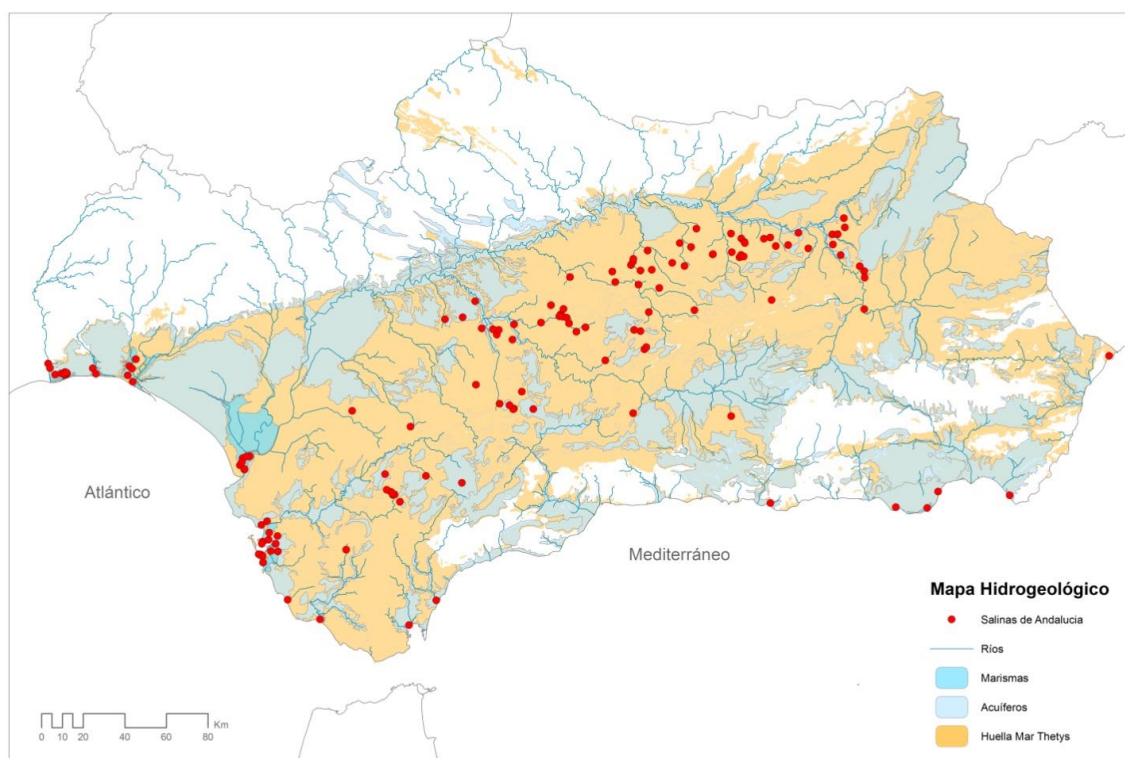 Atlántico
Mediterráneo
Mapa Hidrogeológico
Salinas de Andalucia
Ríos
Marismas
Acuíferos
Huella Mar Thetys
Km
0 10 20 40 60 80